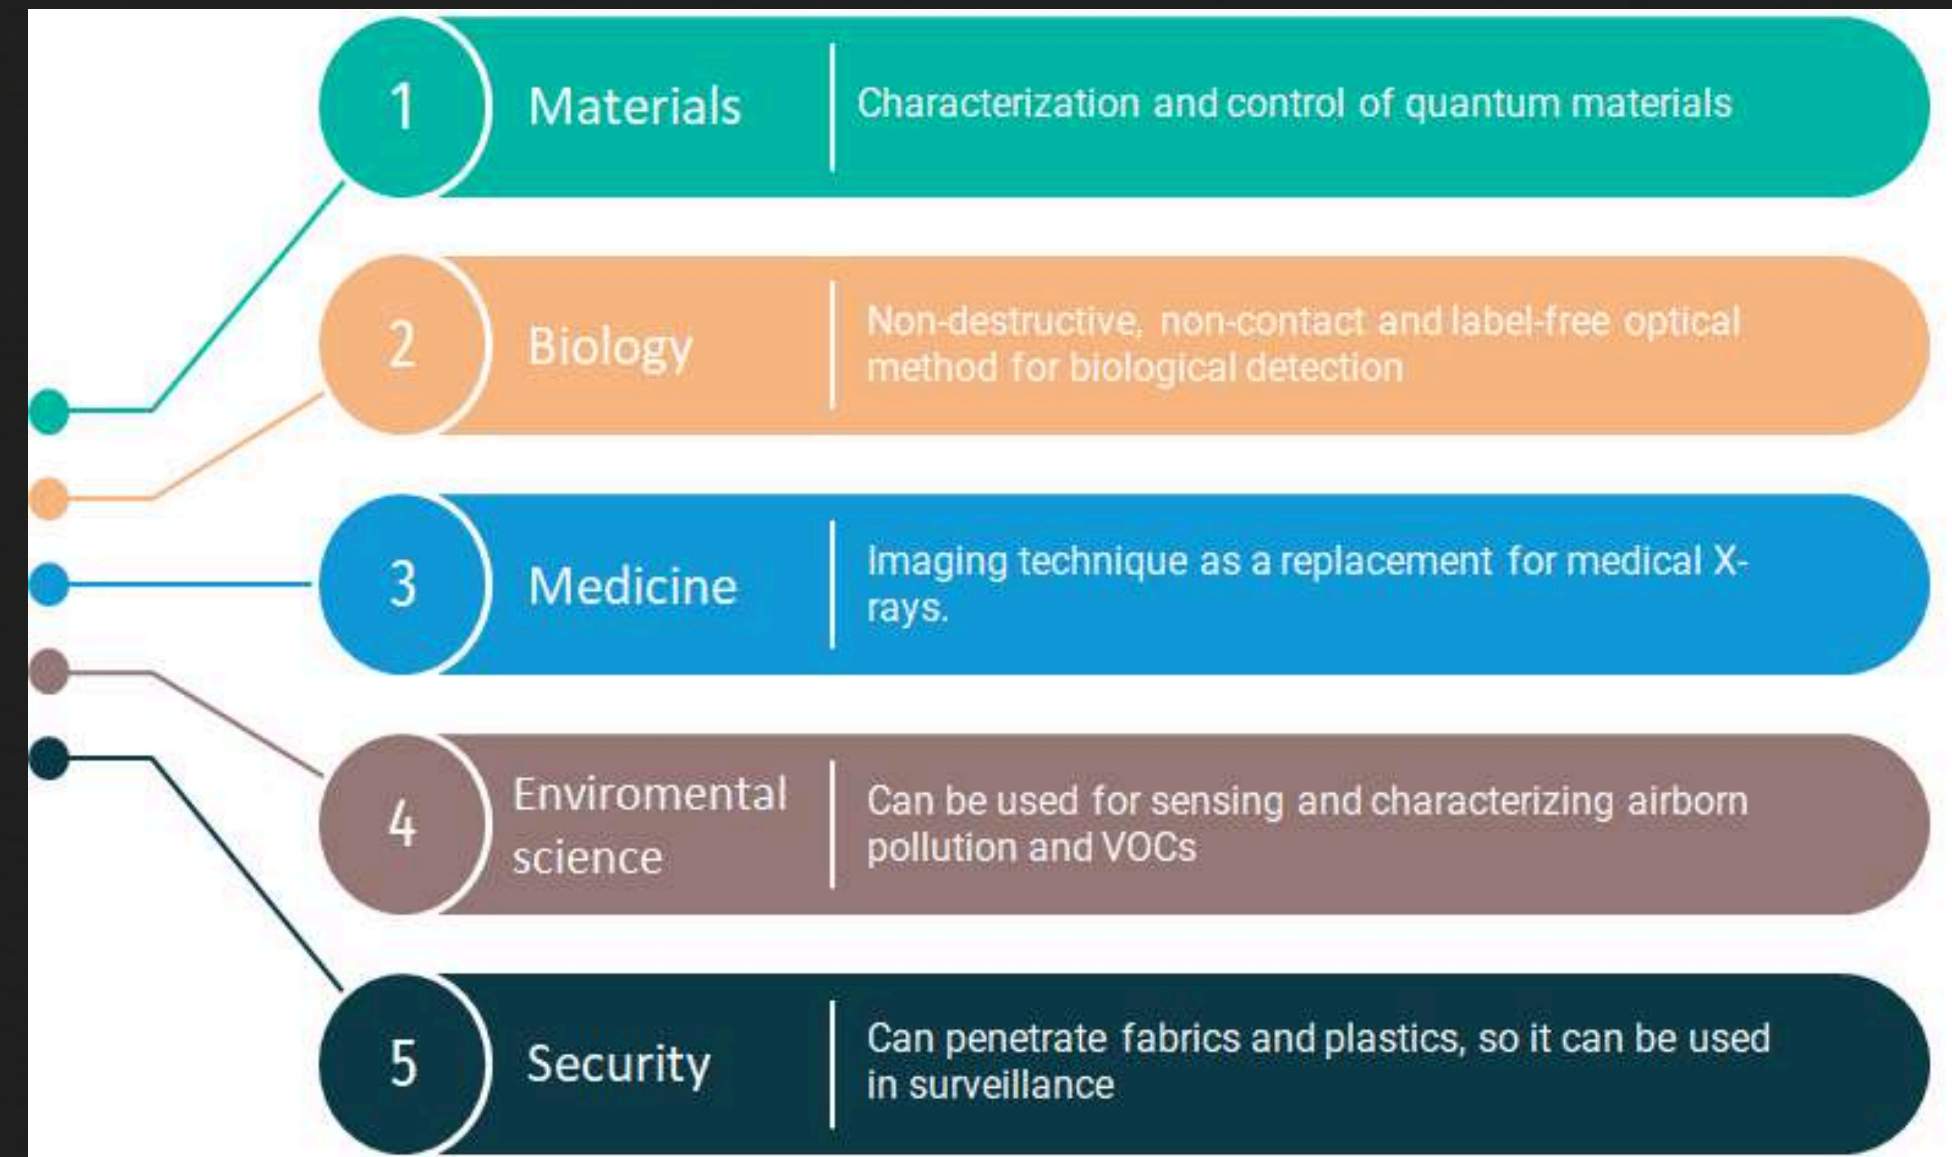 1
Materials
Characterization and control of quantum materials
2
Biology
Non-destructive, non-contact and label-free optical
method for biological detection
3
Medicine
Imaging technique as a replacement for medical X-
rays.
4
Enviromental
science
Can be used for sensing and characterizing airborn
pollution and VOCs
5
Security
Can penetrate fabrics and plastics, so it can be used
in surveillance